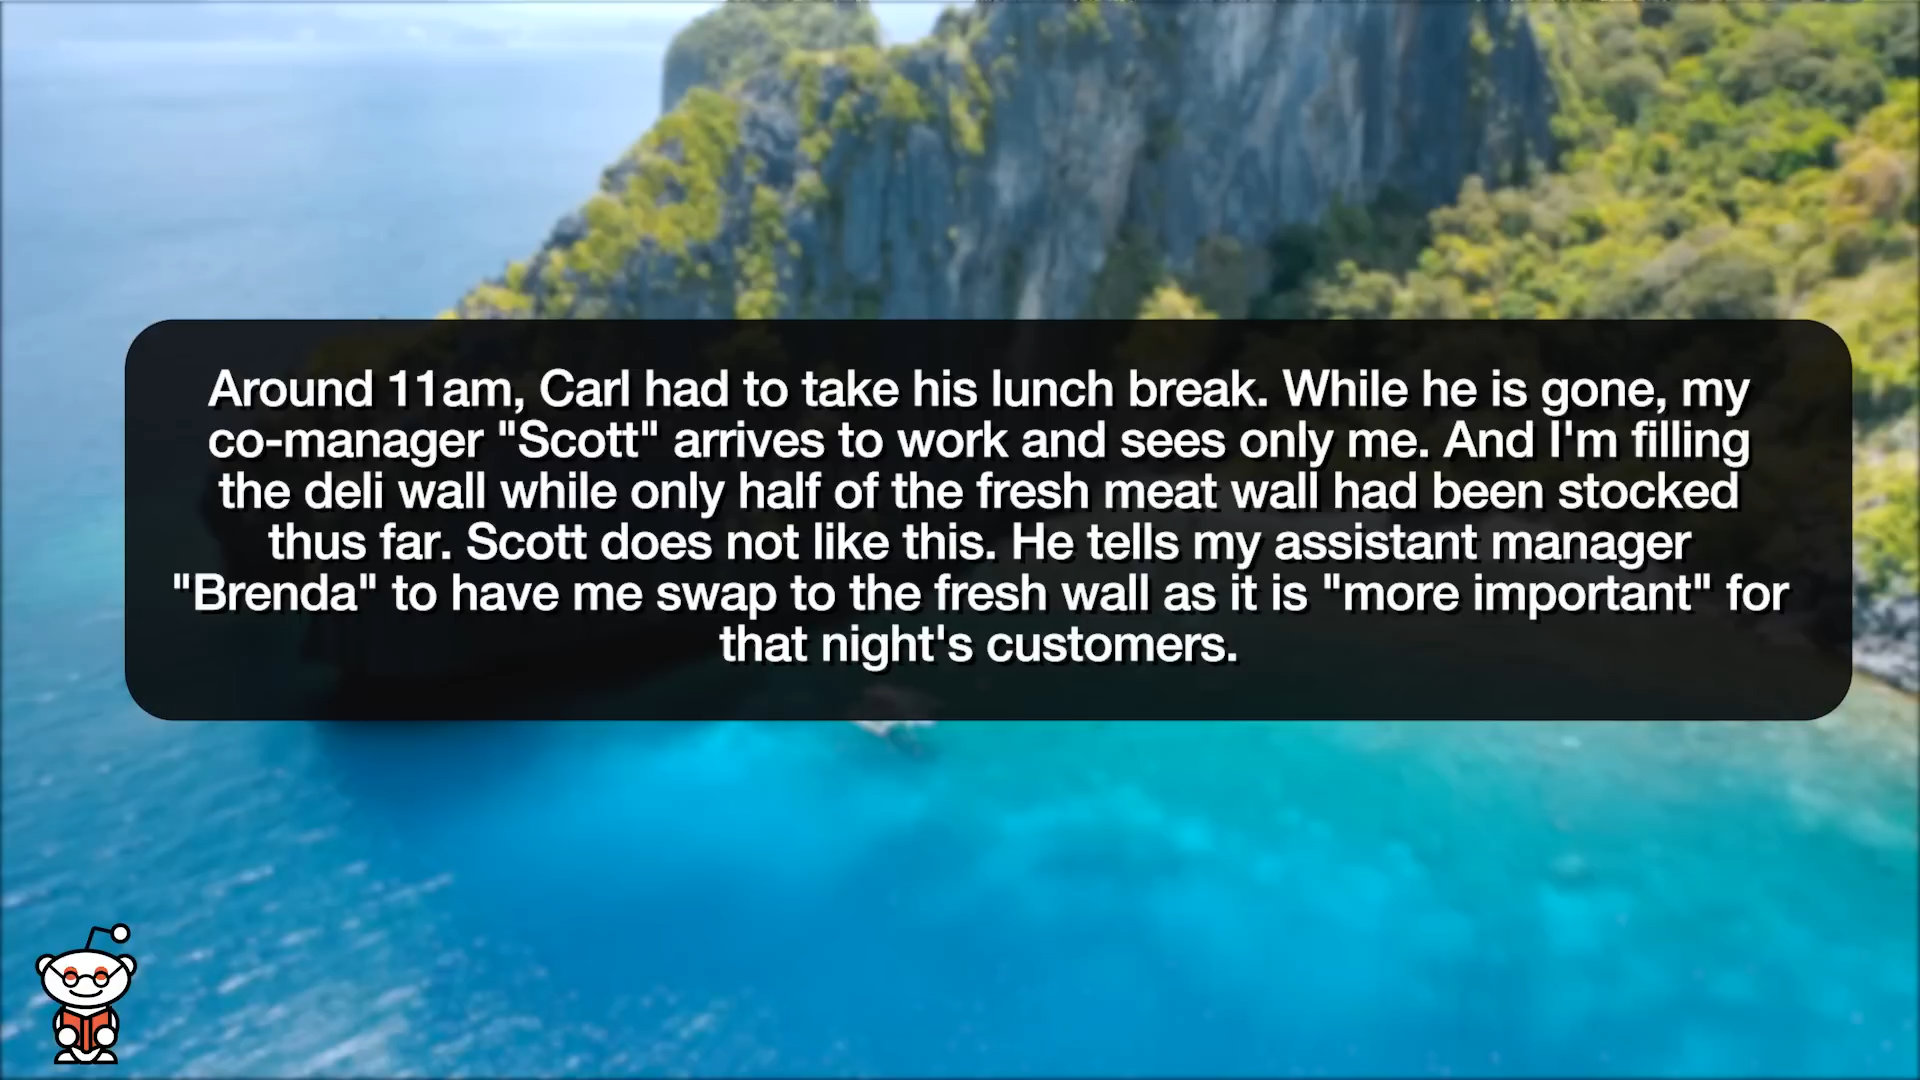 Around 11am, Carl had to take his lunch break. While he is gone, my
co-manager "Scott" arrives to work and sees only me. And I'm filling
the deli wall while only half of the fresh meat wall had been stocked
thus far. Scott does not like this. He tells my assistant manager
"Brenda" to have me swap to the fresh wall as it is "more important" for
that night's customers.